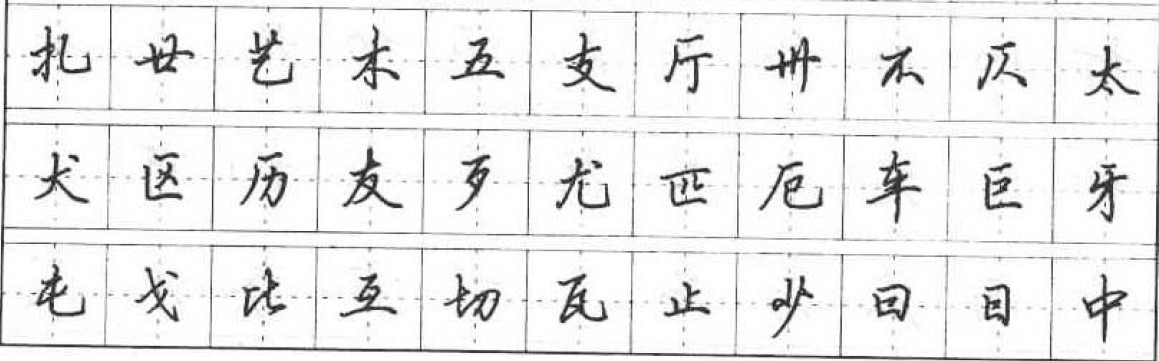 扎廿艺木五支厅卅不仄太
犬区历友歹尤匹厄车巨牙
屯戈比互切瓦止少曰日中